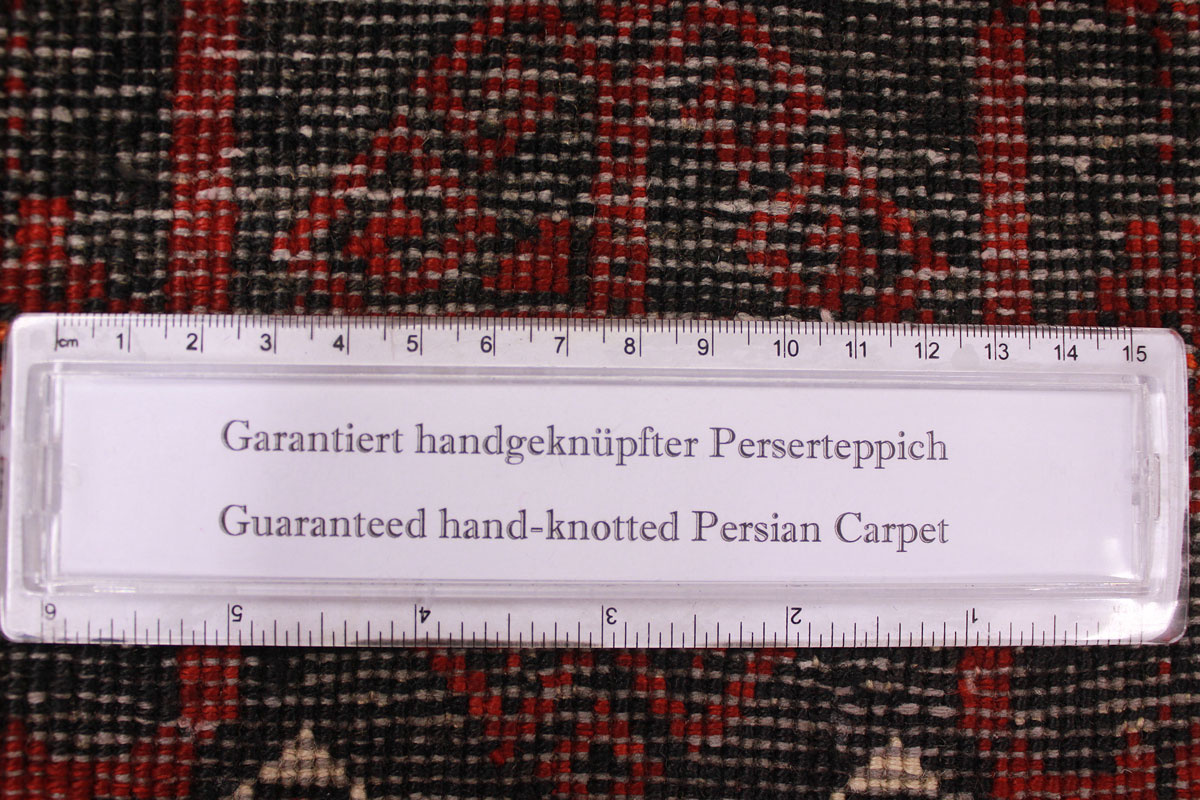 cm 1 2 3 4 5 6 7 8 9 10 11 12 13 14 15
Garantiert handgeknüpfter Perserteppich
Guaranteed hand-knotted Persian Carpet
6 5 4 3 2 1